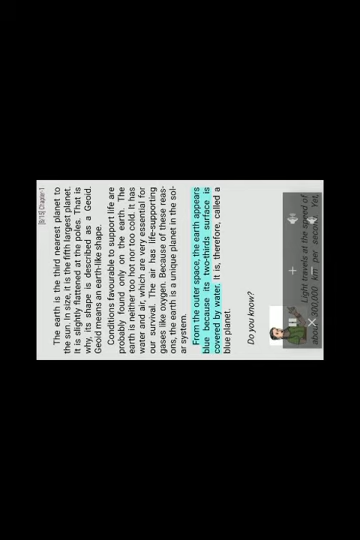 [8/15] Chapter-1
The earth is the third nearest planet to
the sun. In size, it is the fifth largest planet.
It is slightly flattened at the poles. That is
why, its shape is described as a Geoid.
Geoid means an earth-like shape.
Conditions favourable to support life are
probably found only on the earth. The
earth is neither too hot nor too cold. It has
water and air, which are very essential for
our survival. The air has life-supporting
gases like oxygen. Because of these reas-
ons, the earth is a unique planet in the sol-
ar system.
From the outer space, the earth appears
blue because its two-thirds surface is
covered by water. It is, therefore, called a
blue planet.
Do you know?
Light travels at the speed of
about 300,000 km per second. Yet,